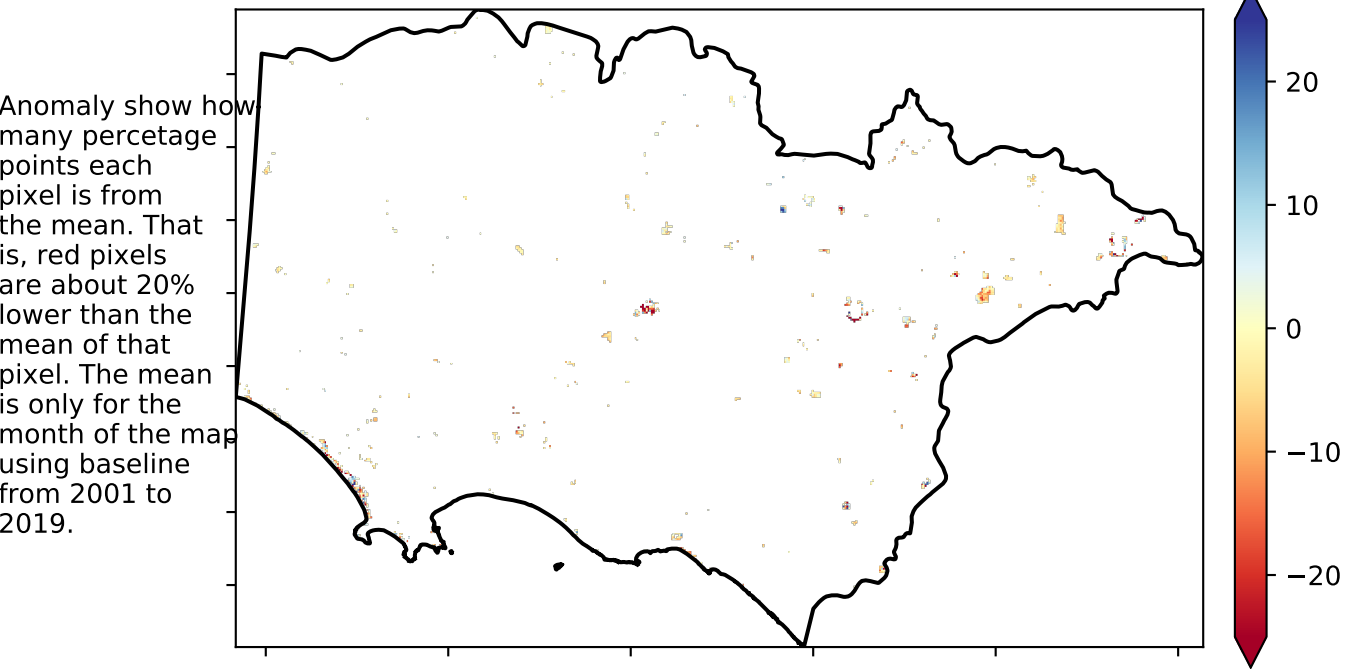 Anomaly show how
many percetage
points each
pixel is from
the mean. That
is, red pixels
are about 20%
lower than the
mean of that
pixel. The mean
is only for the
month of the map
using baseline
from 2001 to
2019.
20
10
0
−10
−20